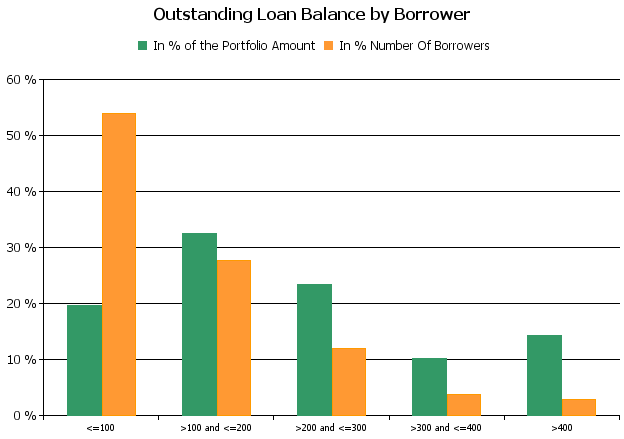 Outstanding Loan Balance by Borrower
In % of the Portfolio Amount In % Number Of Borrowers
60 %
50 %
40 %
30 %
20 %
10 %
0 %
<=100 >100 and <=200 >200 and <=300 >300 and <=400 >400